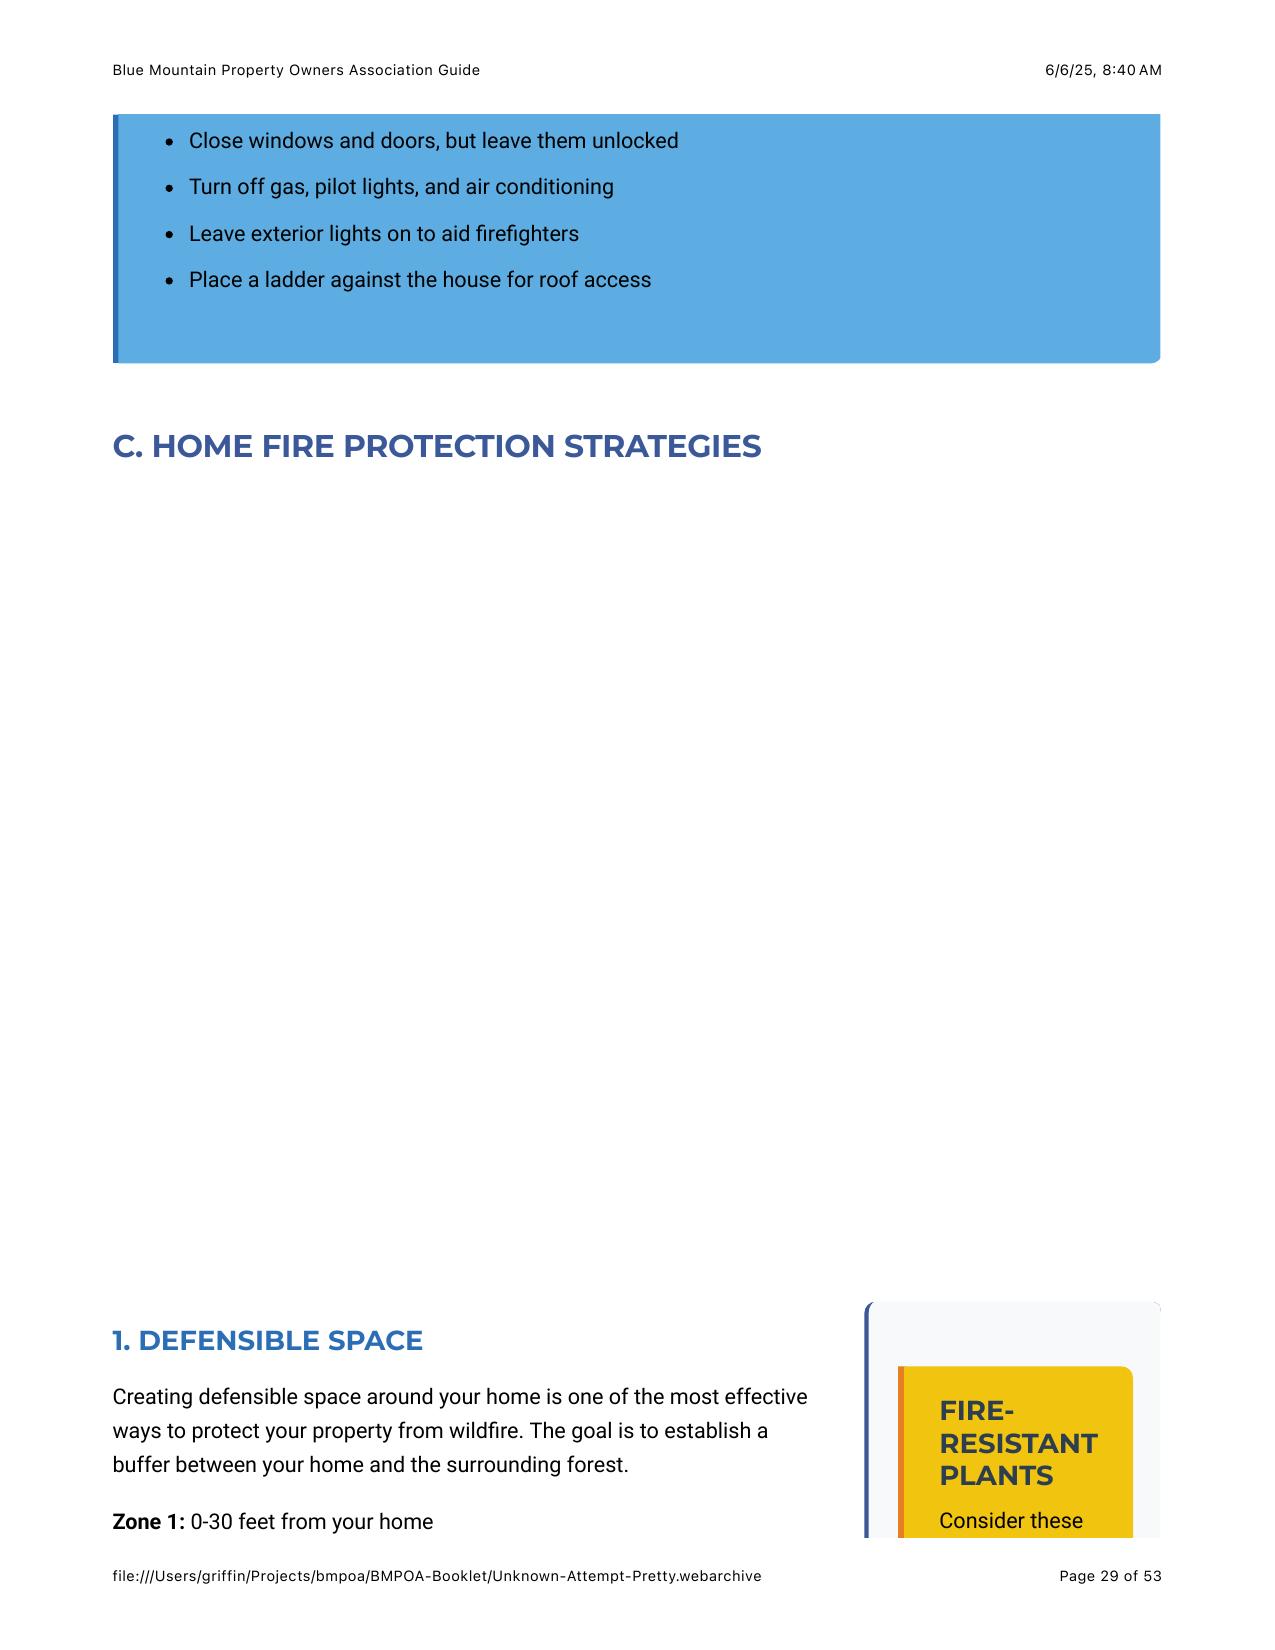 Blue Mountain Property Owners Association Guide 6/6/25, 8:40 AM
• Close windows and doors, but leave them unlocked
• Turn off gas, pilot lights, and air conditioning
• Leave exterior lights on to aid firefighters
• Place a ladder against the house for roof access
C. HOME FIRE PROTECTION STRATEGIES
1. DEFENSIBLE SPACE
Creating defensible space around your home is one of the most effective
ways to protect your property from wildfire. The goal is to establish a
buffer between your home and the surrounding forest.
Zone 1: 0-30 feet from your home
FIRE-
RESISTANT
PLANTS
Consider these
file:///Users/griffin/Projects/bmpoa/BMPOA-Booklet/Unknown-Attempt-Pretty.webarchive Page 29 of 53